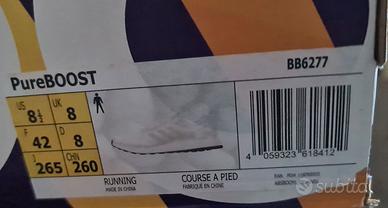 PureBOOST
BB6277
US 8½ UK 8
F 42 D 8
J 265 CHN 260
RUNNING
MADE IN CHINA
COURSE A PIED
FABRIQUÉ EN CHINE
4 059323 618412
subito